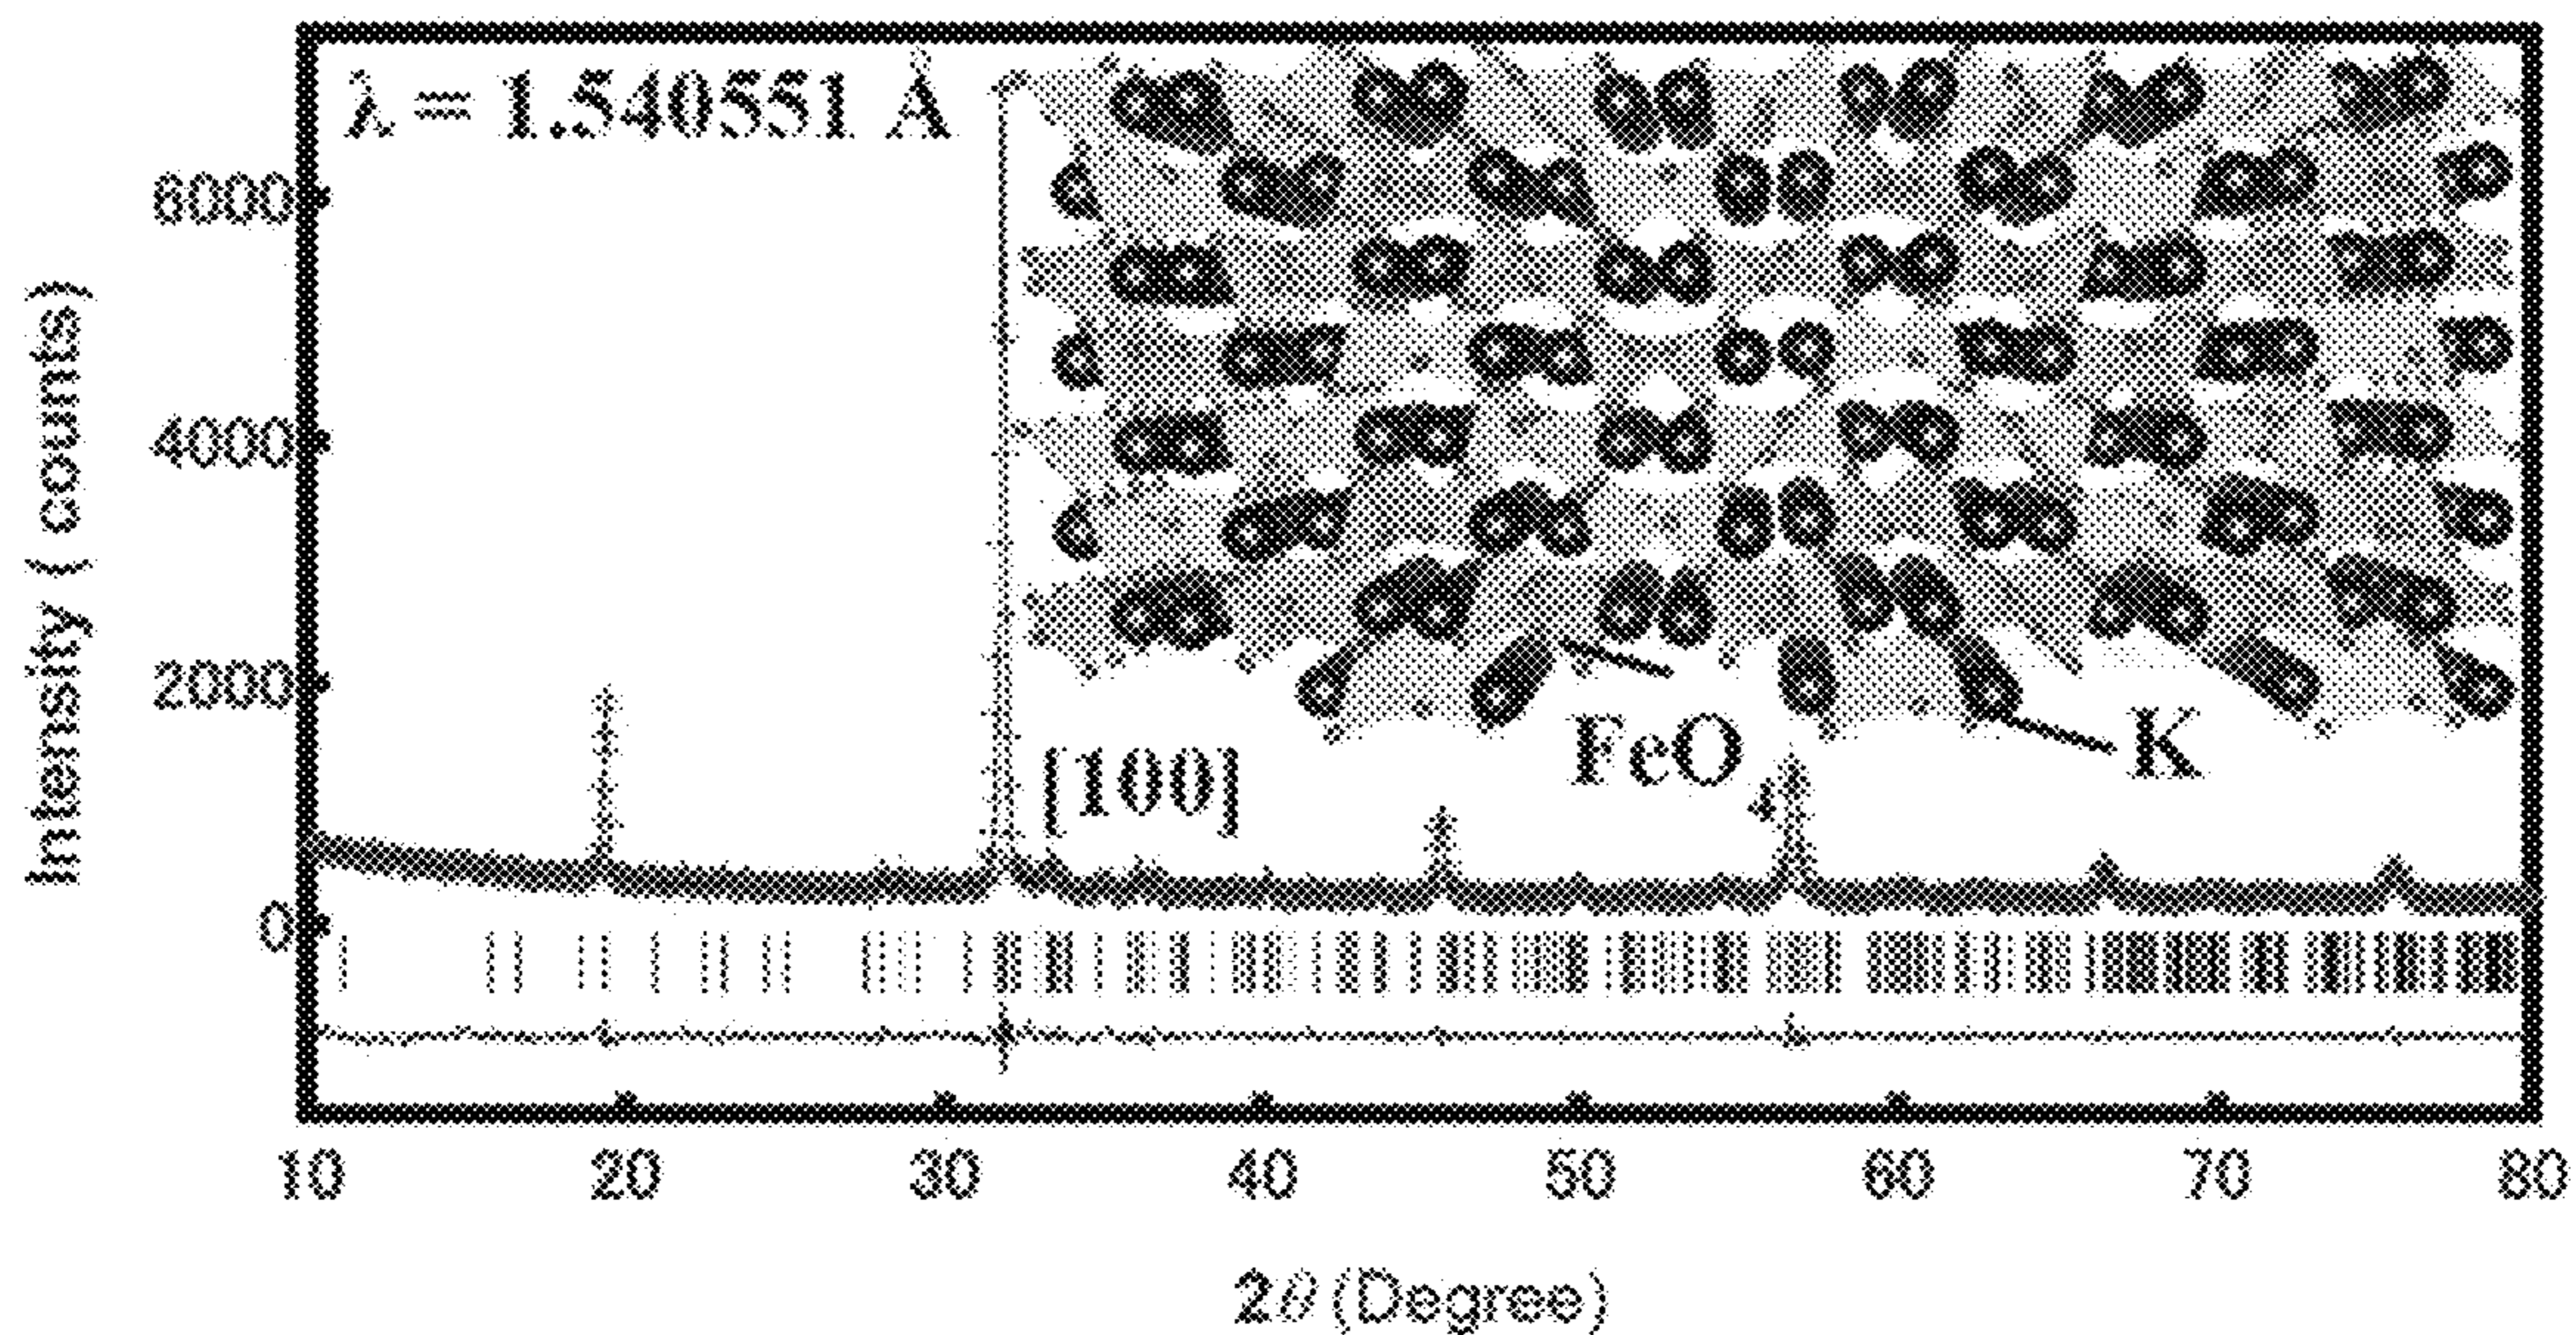 λ = 1.540551 Å
6000
4000
2000
0
Intensity ( counts)
[100]
FeO4
K
10 20 30 40 50 60 70 80
2θ (Degree)